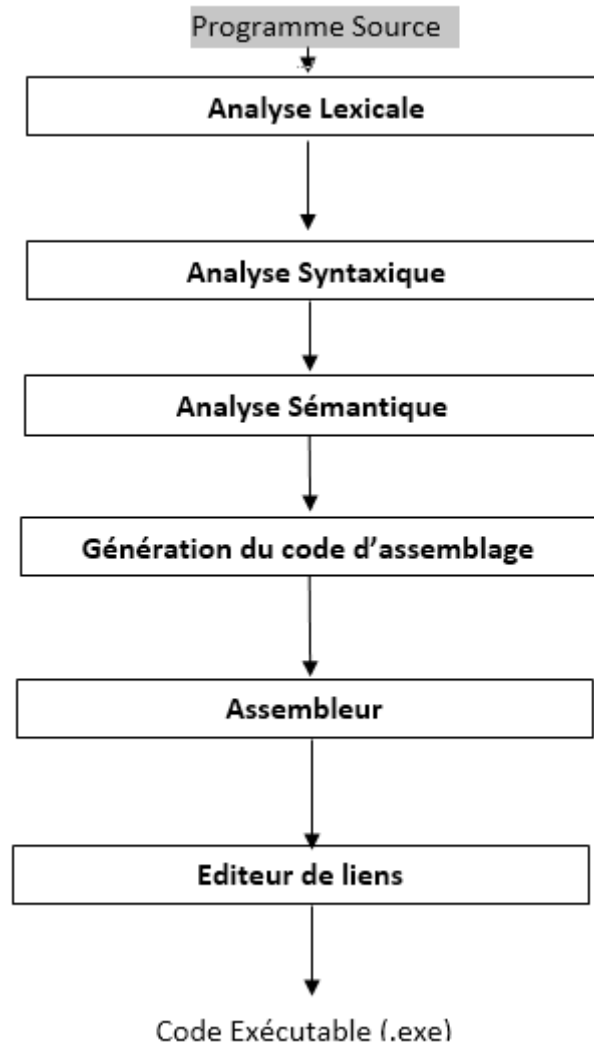 Programme Source
Analyse Lexicale
Analyse Syntaxique
Analyse Sémantique
Génération du code d’assemblage
Assembleur
Editeur de liens
Code Exécutable (.exe)